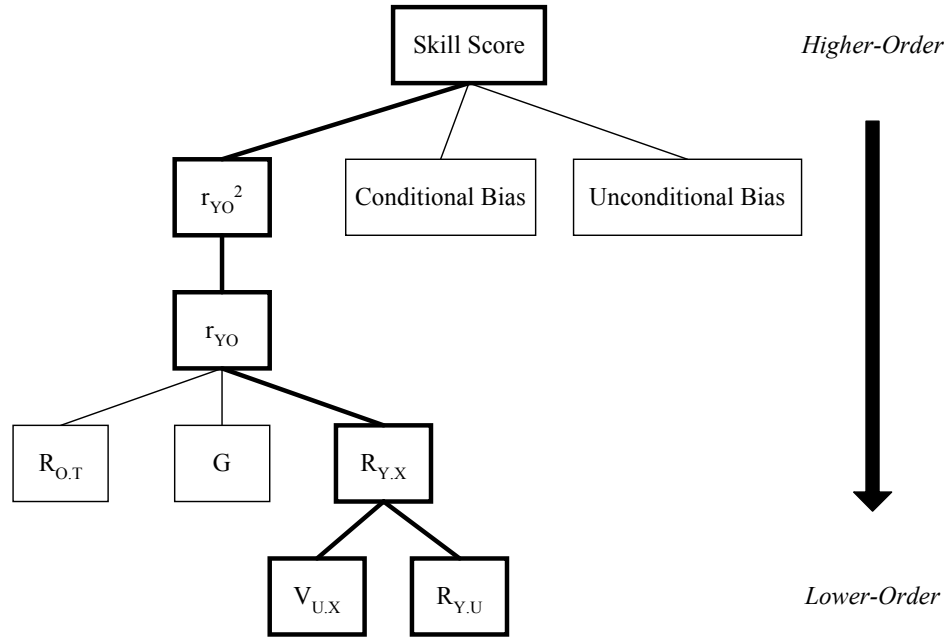 Skill Score
Higher-Order
r_YO^2
Conditional Bias
Unconditional Bias
r_YO
R_O.T
G
R_Y.X
V_U.X
R_Y.U
Lower-Order